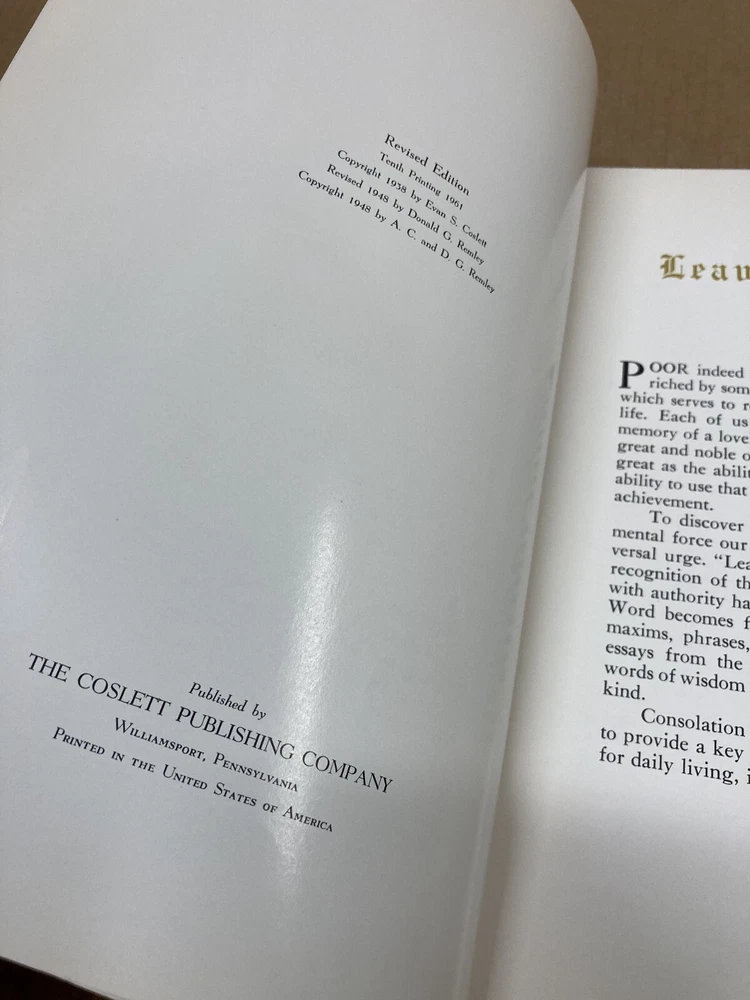 Revised Edition
Tenth Printing 1961
Copyright 1938 by Evan S. Coslett
Revised 1948 by Donald G. Remley
Copyright 1948 by A. C. and D. G. Remley
Published by
THE COSLETT PUBLISHING COMPANY
Williamsport, Pennsylvania
Printed in the United States of America
POOR indeed
riched by som
which serves to r
life. Each of us
memory of a love
great and noble o
great as the abili
ability to use that
achievement.
To discover
mental force our
versal urge. “Lea
recognition of th
with authority ha
Word becomes f
maxims, phrases,
essays from the
words of wisdom
kind.
Consolation
to provide a key
for daily living, i